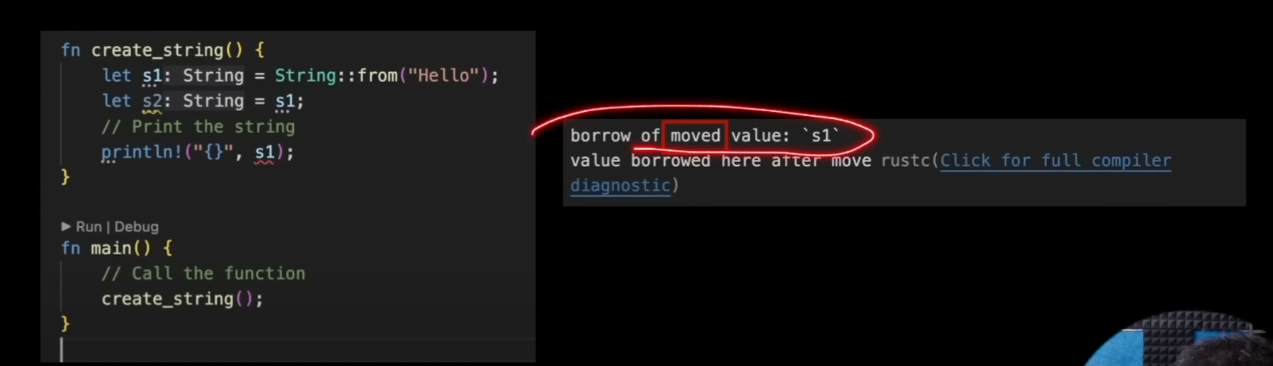 fn create_string() {
let s1: String = String::from("Hello");
let s2: String = s1;
// Print the string
println!("{}", s1);
}
▶ Run | Debug
fn main() {
// Call the function
create_string();
}
borrow of moved value: `s1`
value borrowed here after move rustc(Click for full compiler
diagnostic)